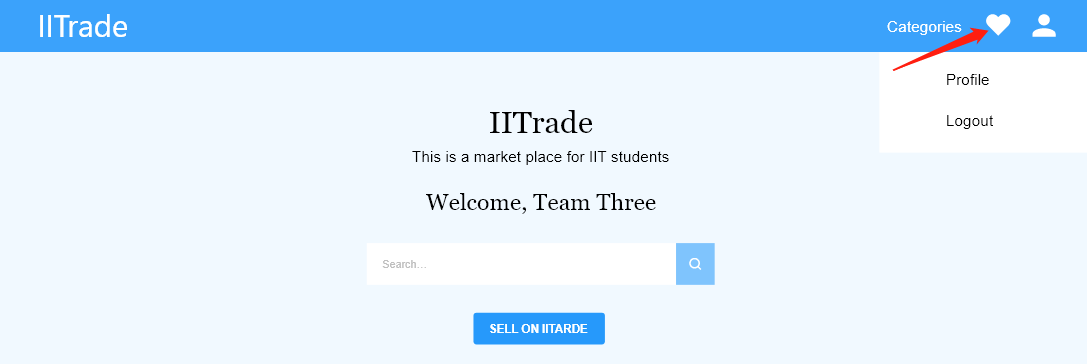 IITrade
Categories
Profile
Logout
IITrade
This is a market place for IIT students
Welcome, Team Three
Search...
SELL ON IITARDE